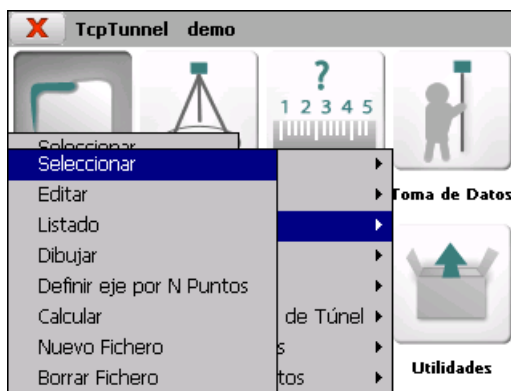 X TcpTunnel demo
?
1 2 3 4 5
Seleccionar
Seleccionar
Editar
Toma de Datos
Listado
Dibujar
Definir eje por N Puntos
Calcular
de Túnel
Nuevo Fichero
s
Borrar Fichero
tos
Utilidades